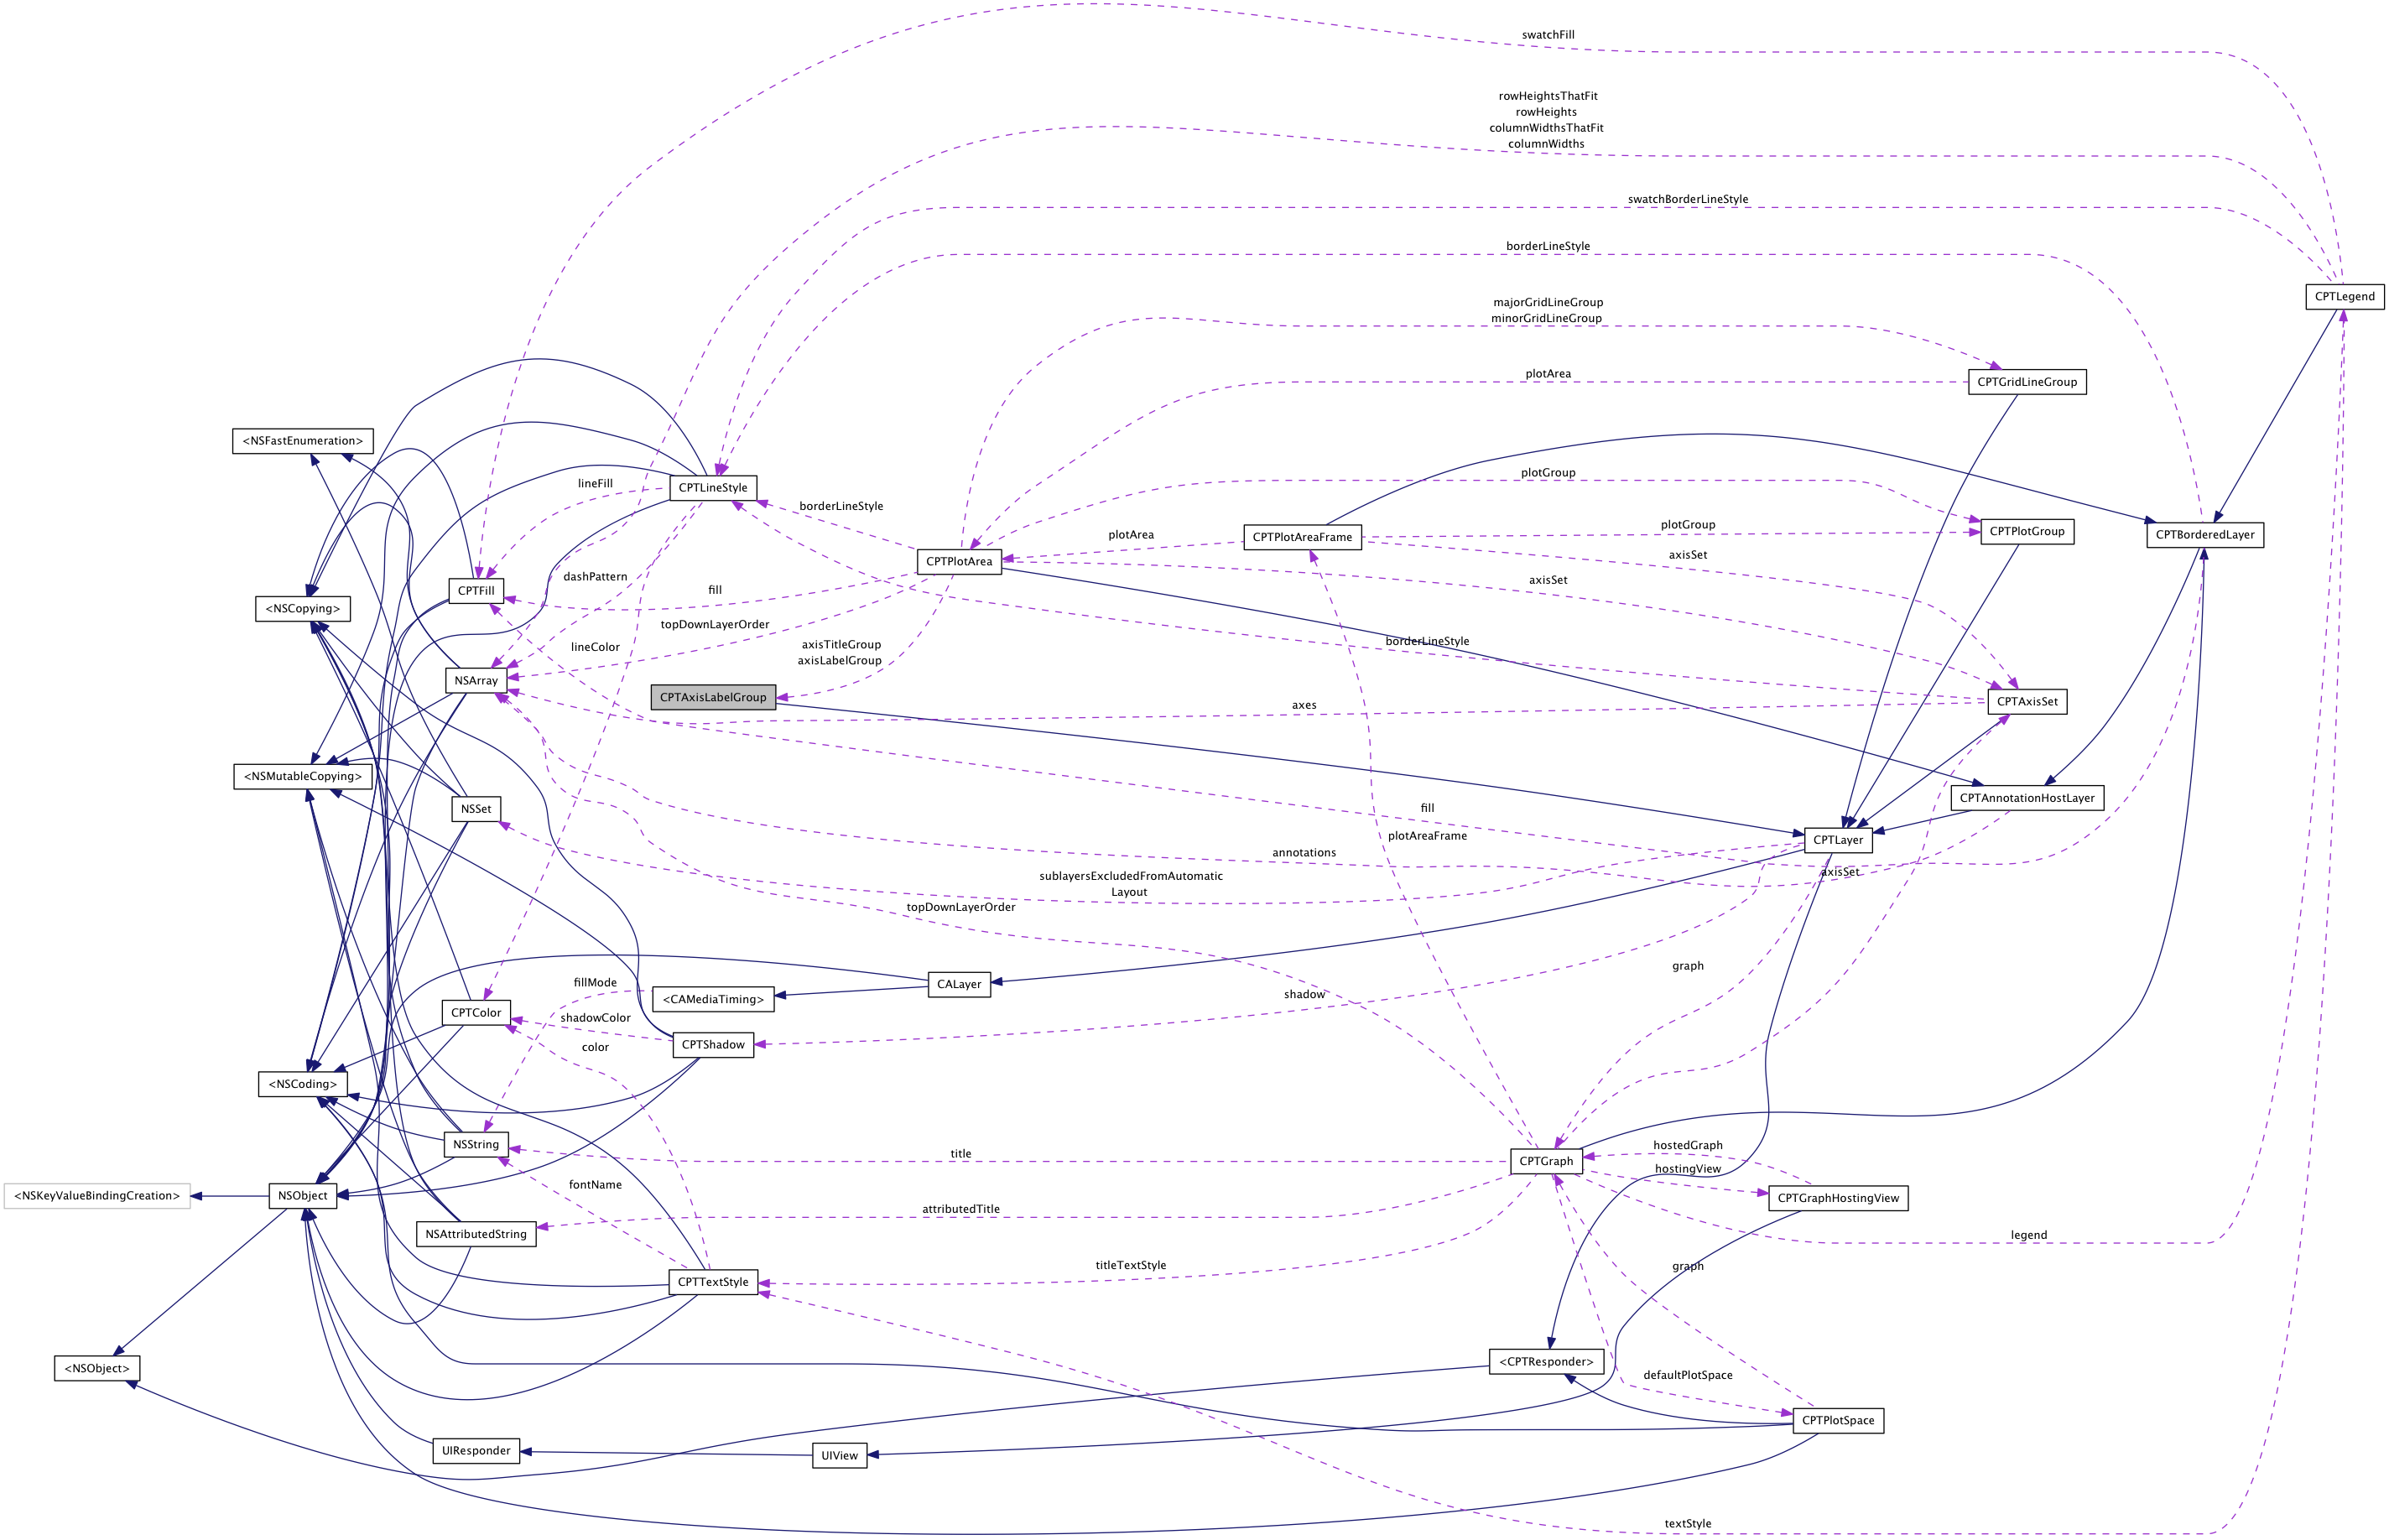 swatchFill
rowHeightsThatFit
rowHeights
columnWidthsThatFit
columnWidths
swatchBorderLineStyle
borderLineStyle
CPTLegend
majorGridLineGroup
minorGridLineGroup
plotArea
CPTGridLineGroup
<NSFastEnumeration>
plotGroup
lineFill
CPTLineStyle
borderLineStyle
plotGroup
CPTPlotGroup
plotArea
CPTPlotAreaFrame
CPTBorderedLayer
axisSet
CPTPlotArea
dashPattern
axisSet
CPTFill
fill
<NSCopying>
topDownLayerOrder
borderLineStyle
lineColor
axisTitleGroup
axisLabelGroup
NSArray
CPTAxisLabelGroup
axes
CPTAxisSet
<NSMutableCopying>
NSSet
CPTAnnotationHostLayer
fill
plotAreaFrame
CPTLayer
annotations
axisSet
sublayersExcludedFromAutomatic
Layout
topDownLayerOrder
graph
fillMode
CALayer
<CAMediaTiming>
shadow
CPTColor
shadowColor
color
CPTShadow
<NSCoding>
NSString
title
hostedGraph
CPTGraph
hostingView
fontName
<NSKeyValueBindingCreation>
NSObject
CPTGraphHostingView
attributedTitle
NSAttributedString
legend
titleTextStyle
graph
CPTTextStyle
<NSObject>
<CPTResponder>
defaultPlotSpace
CPTPlotSpace
UIResponder
UIView
textStyle